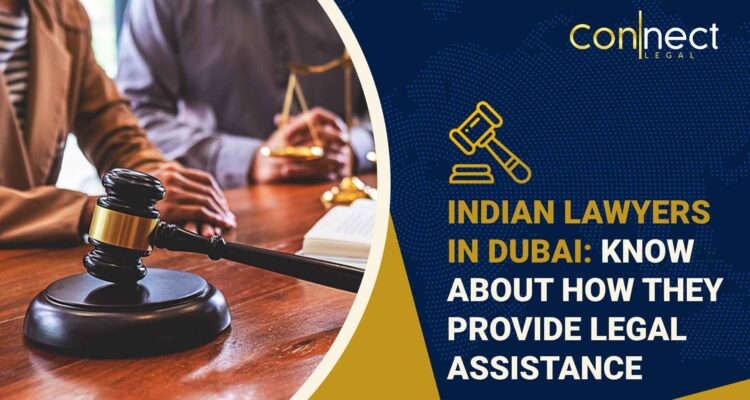 Connect
LEGAL
INDIAN LAWYERS
IN DUBAI: KNOW
ABOUT HOW THEY
PROVIDE LEGAL
ASSISTANCE